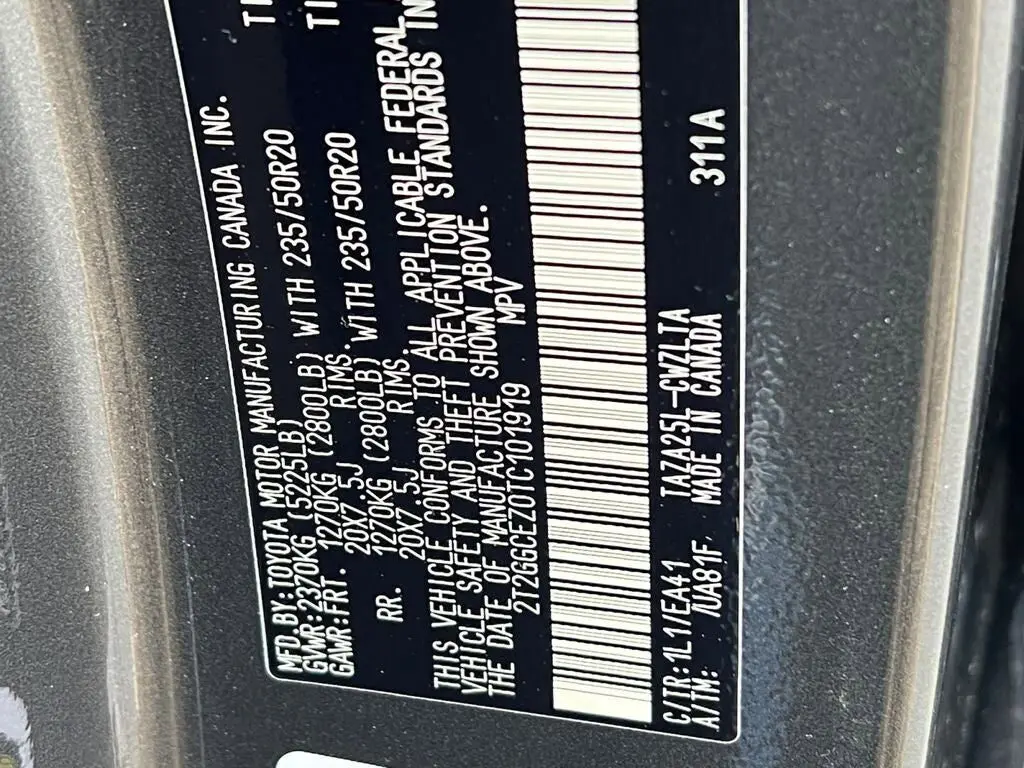 MFD.BY:TOYOTA MOTOR MANUFACTURING CANADA INC.
GVWR:2370KG (5225LB)
GAWR:FRT. 1270KG (2800LB) WITH 235/50R20
20X7.5J RIMS.
RR. 1270KG (2800LB) WITH 235/50R20
20X7.5J RIMS.
THIS VEHICLE CONFORMS TO ALL APPLICABLE FEDERAL
VEHICLE SAFETY AND THEFT PREVENTION STANDARDS IN
THE DATE OF MANUFACTURE SHOWN ABOVE.
2T2GGCEZ0TC101919 MPV
C/TR:1L1/EA41 TAZA25L-CWZLTA 311A
A/TM: /UA81F MADE IN CANADA